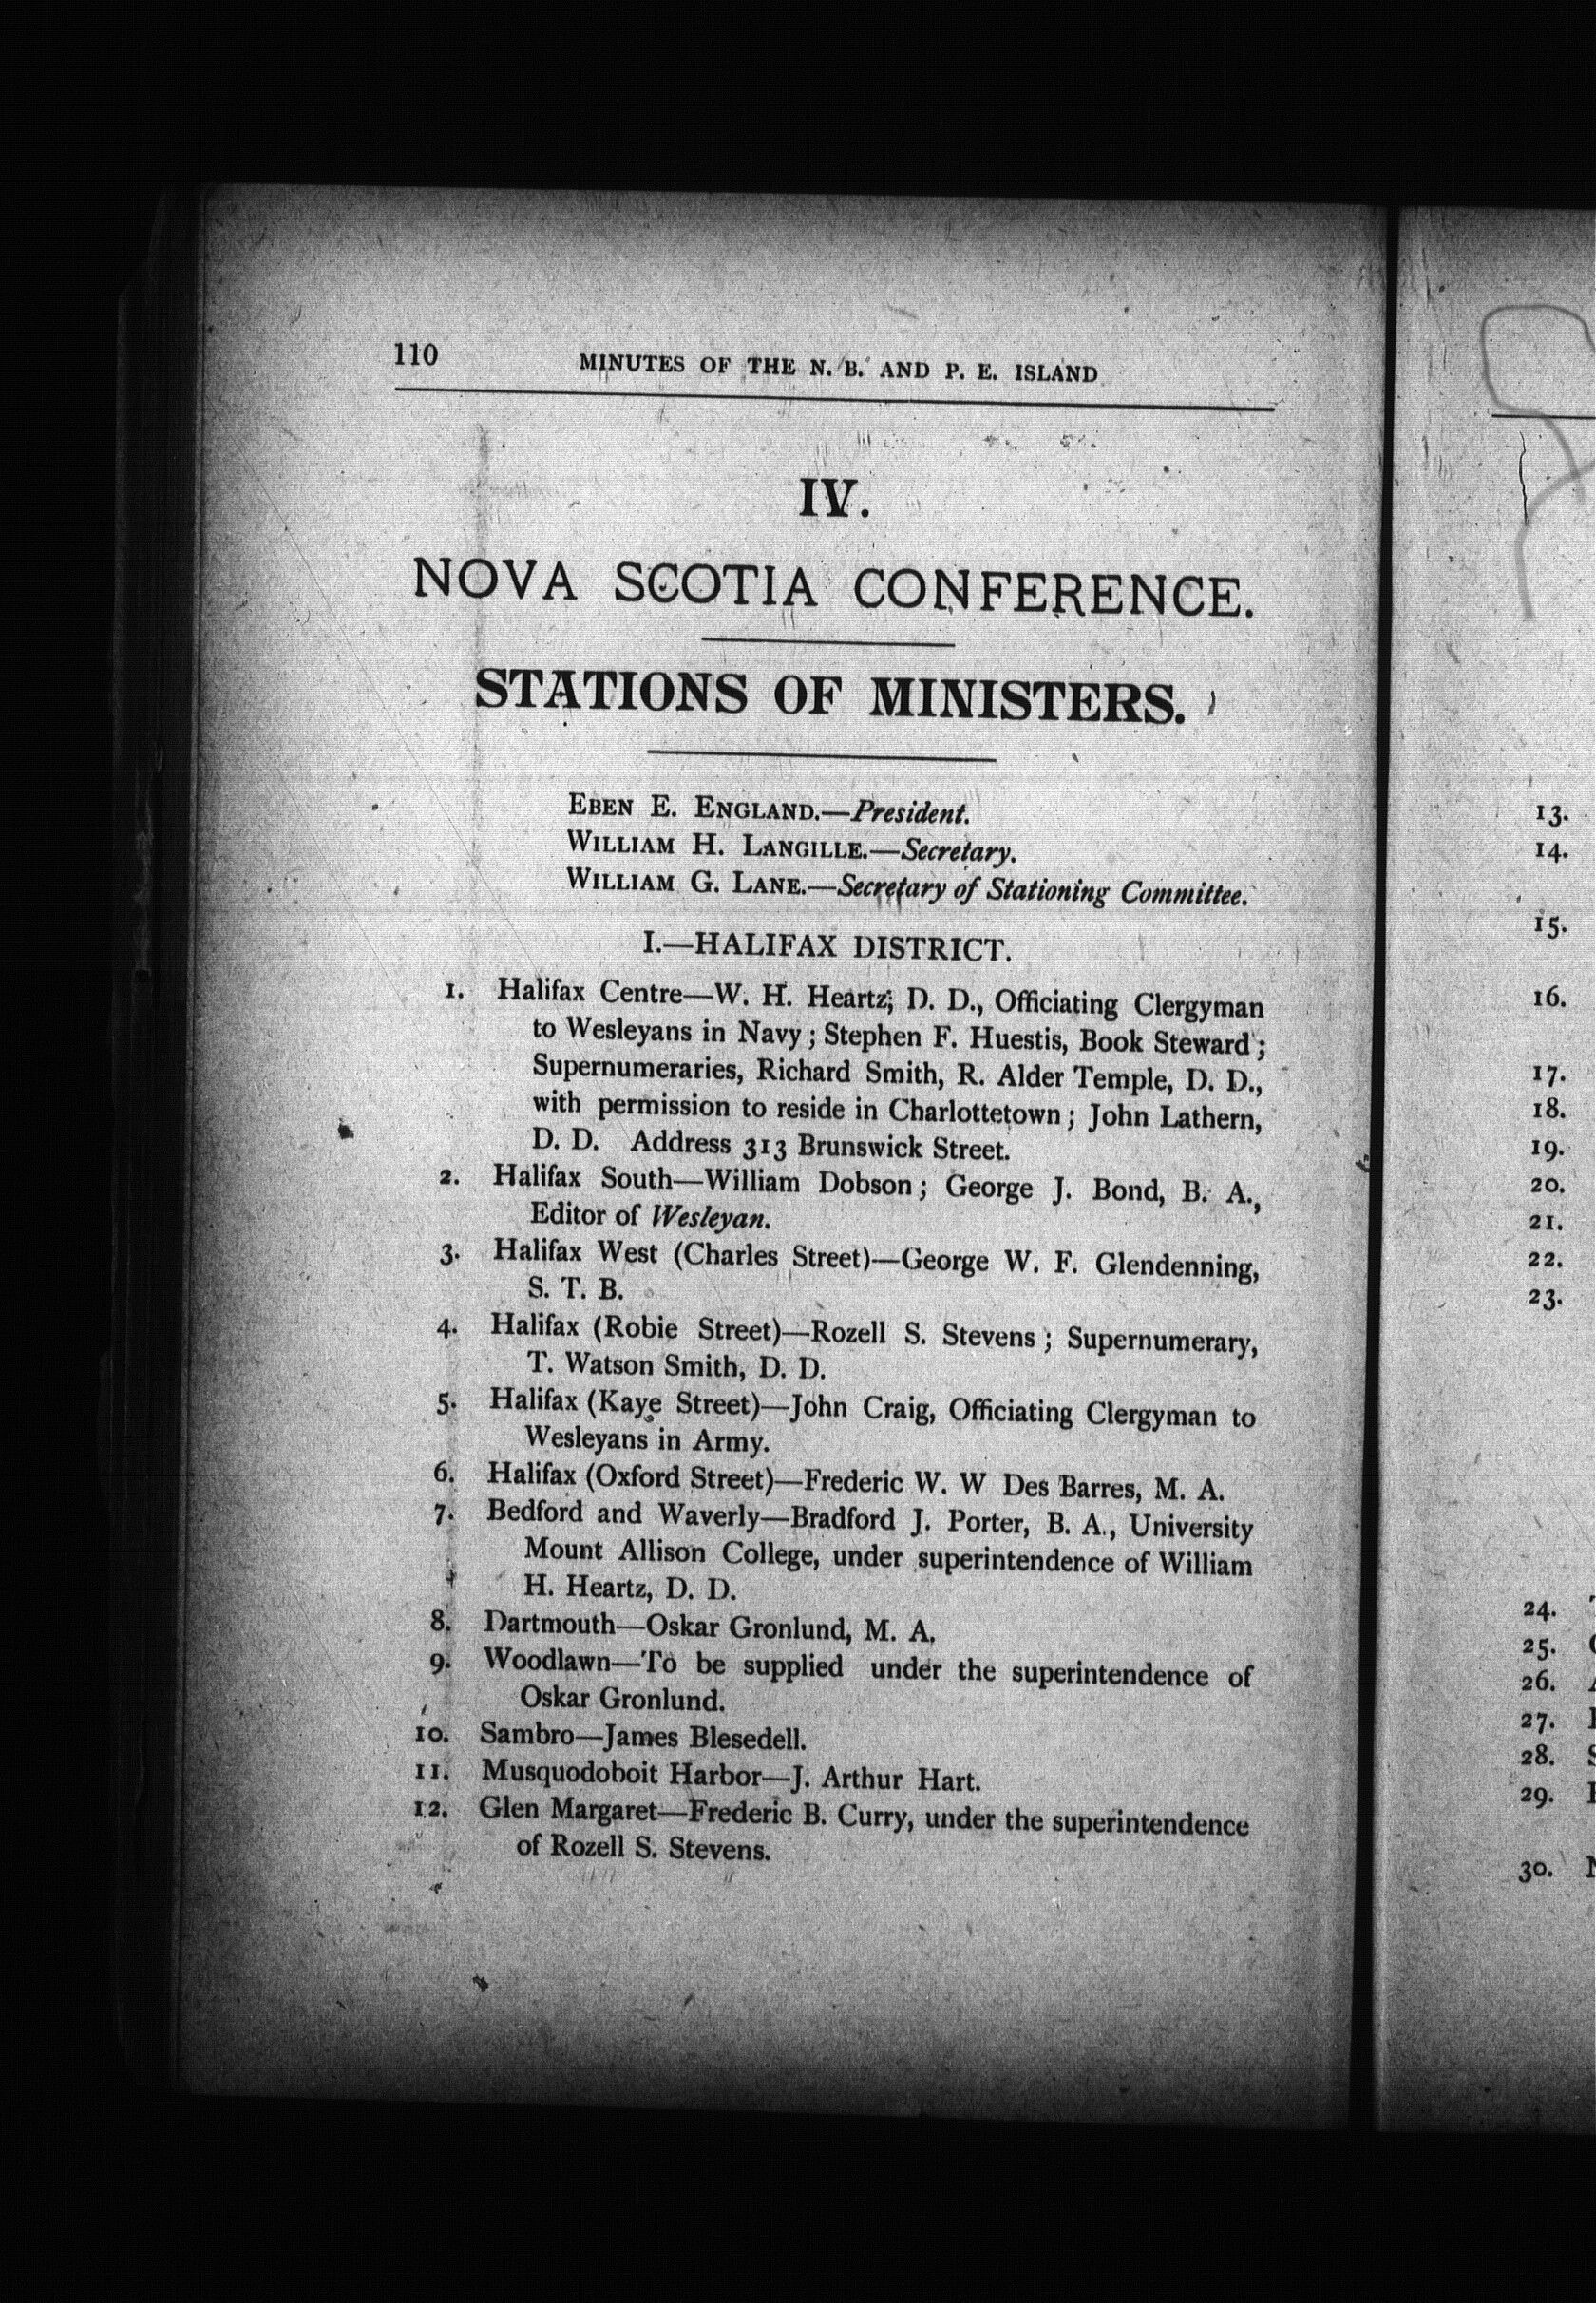 110
MINUTES OF THE N. B. AND P. E. ISLAND
IV.
NOVA SCOTIA CONFERENCE.
STATIONS OF MINISTERS.
EBEN E. ENGLAND.—President.
WILLIAM H. LANGILLE.—Secretary.
WILLIAM G. LANE.—Secretary of Stationing Committee.
I.—HALIFAX DISTRICT.
1. Halifax Centre—W. H. Heartz; D. D., Officiating Clergyman
to Wesleyans in Navy; Stephen F. Huestis, Book Steward;
Supernumeraries, Richard Smith, R. Alder Temple, D. D.,
with permission to reside in Charlottetown; John Lathern,
D. D. Address 313 Brunswick Street.
2. Halifax South—William Dobson; George J. Bond, B. A.,
Editor of Wesleyan.
3. Halifax West (Charles Street)—George W. F. Glendenning,
S. T. B.
4. Halifax (Robie Street)—Rozell S. Stevens; Supernumerary,
T. Watson Smith, D. D.
5. Halifax (Kaye Street)—John Craig, Officiating Clergyman to
Wesleyans in Army.
6. Halifax (Oxford Street)—Frederic W. W Des Barres, M. A.
7. Bedford and Waverly—Bradford J. Porter, B. A., University
Mount Allison College, under superintendence of William
H. Heartz, D. D.
8. Dartmouth—Oskar Gronlund, M. A.
9. Woodlawn—To be supplied under the superintendence of
Oskar Gronlund.
10. Sambro—James Blesedell.
11. Musquodoboit Harbor—J. Arthur Hart.
12. Glen Margaret—Frederic B. Curry, under the superintendence
of Rozell S. Stevens.
13.
14.
15.
16.
17.
18.
19.
20.
21.
22.
23.
24.
25.
26.
27.
28.
29.
30.